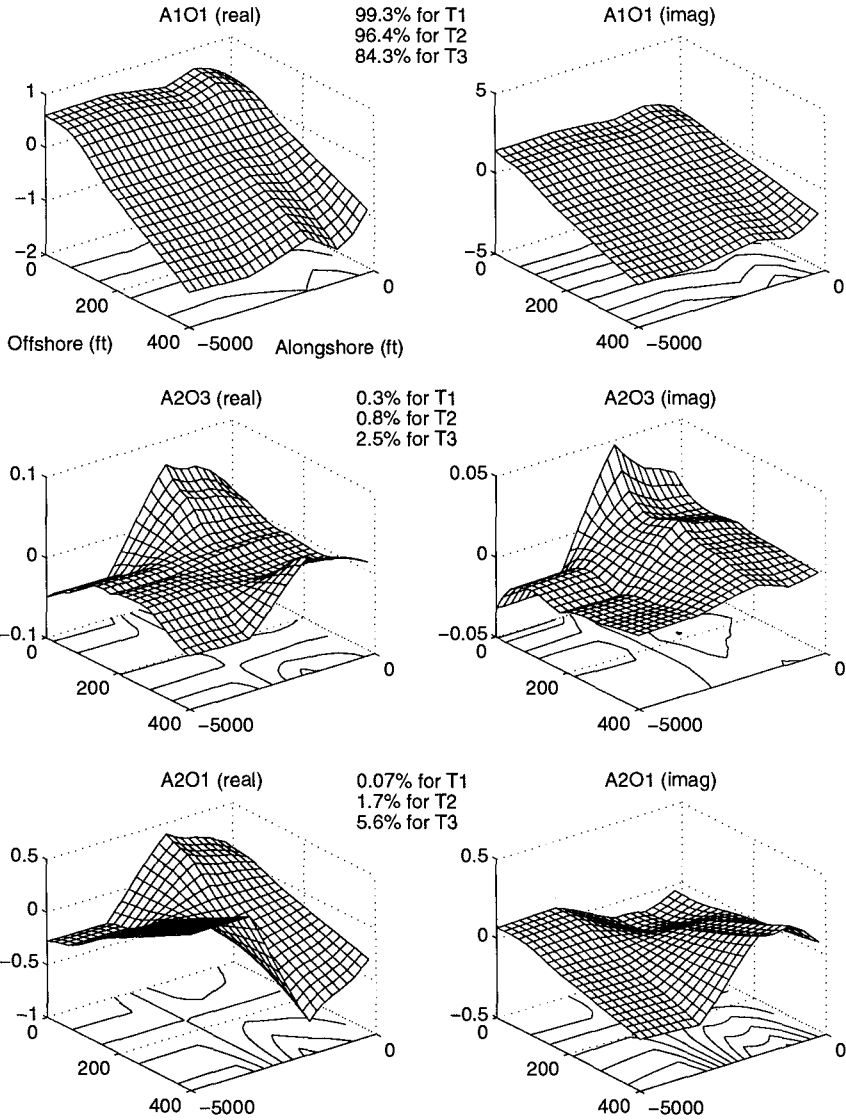 A1O1 (real)
99.3% for T1
96.4% for T2
84.3% for T3
A1O1 (imag)
1
0
−1
−2
0
200
400
−5000
0
Offshore (ft)
Alongshore (ft)
5
0
−5
0
200
400
−5000
0
A2O3 (real)
0.3% for T1
0.8% for T2
2.5% for T3
A2O3 (imag)
0.1
0
−0.1
0
200
400
−5000
0
0.05
0
−0.05
0
200
400
−5000
0
A2O1 (real)
0.07% for T1
1.7% for T2
5.6% for T3
A2O1 (imag)
0.5
0
−0.5
−1
0
200
400
−5000
0
0.5
0
−0.5
0
200
400
−5000
0